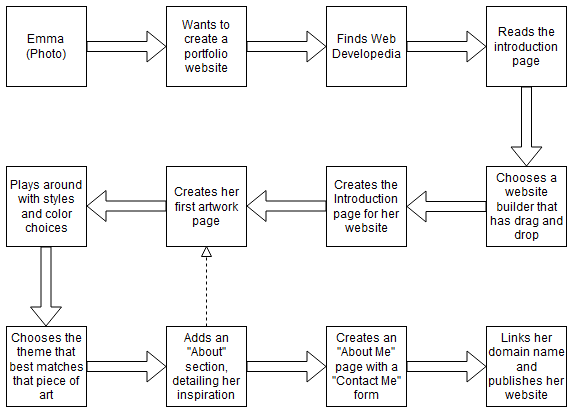 Emma
(Photo)
Wants to
create a
portfolio
website
Finds Web
Developedia
Reads the
introduction
page
Chooses a
website
builder that
has drag and
drop
Creates the
Introduction
page for her
website
Creates her
first artwork
page
Plays around
with styles
and color
choices
Chooses the
theme that
best matches
that piece of
art
Adds an
"About"
section,
detailing her
inspiration
Creates an
"About Me"
page with a
"Contact Me"
form
Links her
domain name
and
publishes her
website